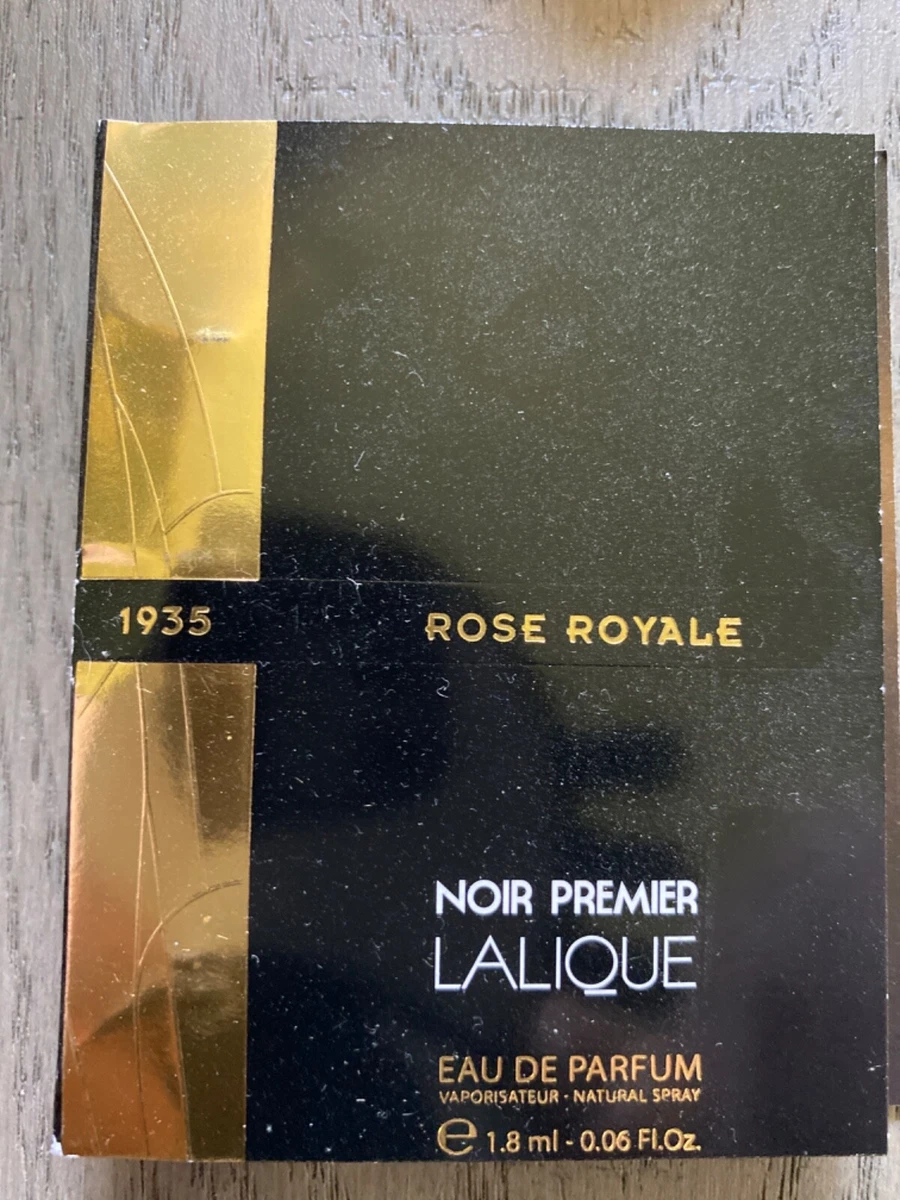 1935 ROSE ROYALE
NOIR PREMIER
LALIQUE
EAU DE PARFUM
VAPORISATEUR · NATURAL SPRAY
℮ 1.8 ml - 0.06 Fl.Oz.